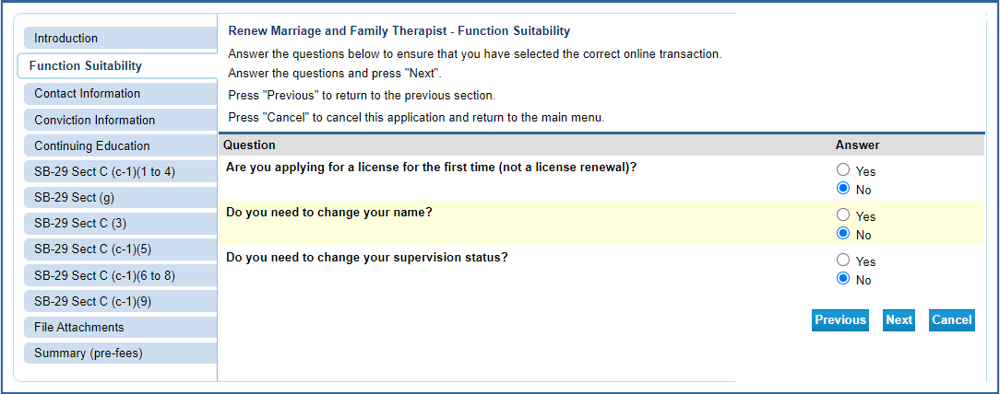 Introduction
Function Suitability
Contact Information
Conviction Information
Continuing Education
SB-29 Sect C (c-1)(1 to 4)
SB-29 Sect (g)
SB-29 Sect C (3)
SB-29 Sect C (c-1)(5)
SB-29 Sect C (c-1)(6 to 8)
SB-29 Sect C (c-1)(9)
File Attachments
Summary (pre-fees)
Renew Marriage and Family Therapist - Function Suitability
Answer the questions below to ensure that you have selected the correct online transaction.
Answer the questions and press "Next".
Press "Previous" to return to the previous section.
Press "Cancel" to cancel this application and return to the main menu.
Question Answer
Are you applying for a license for the first time (not a license renewal)?
Yes
No
Do you need to change your name?
Yes
No
Do you need to change your supervision status?
Yes
No
Previous Next Cancel